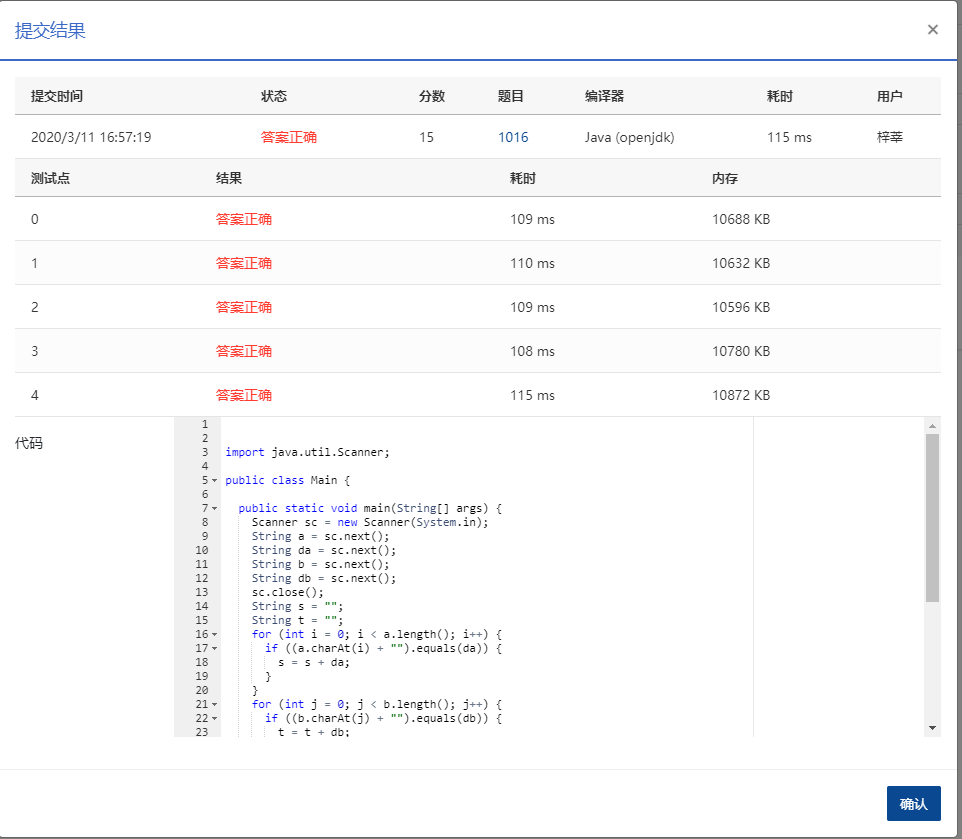 提交结果
×
提交时间 状态 分数 题目 编译器 耗时 用户
2020/3/11 16:57:19 答案正确 15 1016 Java (openjdk) 115 ms 梓莘
测试点 结果 耗时 内存
0 答案正确 109 ms 10688 KB
1 答案正确 110 ms 10632 KB
2 答案正确 109 ms 10596 KB
3 答案正确 108 ms 10780 KB
4 答案正确 115 ms 10872 KB
代码
1
2
3 import java.util.Scanner;
4
5 public class Main {
6
7 public static void main(String[] args) {
8 Scanner sc = new Scanner(System.in);
9 String a = sc.next();
10 String da = sc.next();
11 String b = sc.next();
12 String db = sc.next();
13 sc.close();
14 String s = "";
15 String t = "";
16 for (int i = 0; i < a.length(); i++) {
17 if ((a.charAt(i) + "").equals(da)) {
18 s = s + da;
19 }
20 }
21 for (int j = 0; j < b.length(); j++) {
22 if ((b.charAt(j) + "").equals(db)) {
23 t = t + db;
确认